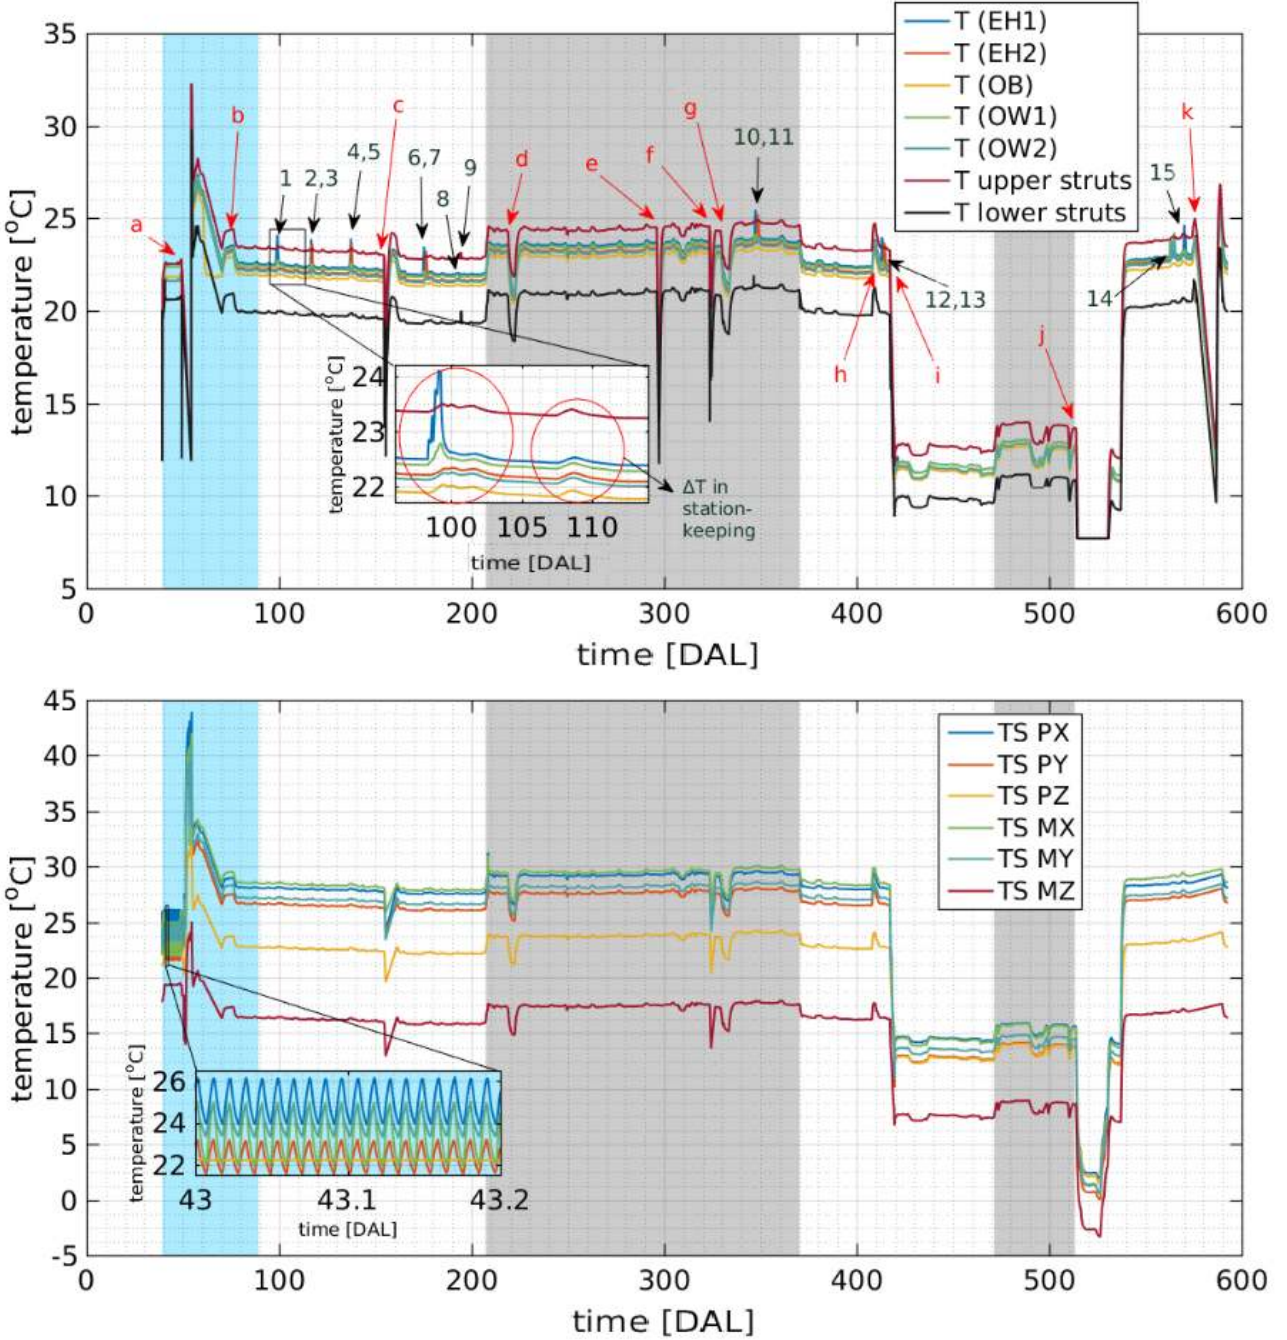 T (EH1)
T (EH2)
T (OB)
T (OW1)
T (OW2)
T upper struts
T lower struts
35
30
25
20
15
10
5
temperature [°C]
a
b
c
d
e
f
g
h
i
j
k
1
2,3
4,5
6,7
8
9
10,11
12,13
14
15
24
23
22
temperature [°C]
100 105 110
time [DAL]
ΔT in
station-
keeping
0 100 200 300 400 500 600
time [DAL]
45
40
35
30
25
20
15
10
5
0
-5
temperature [°C]
TS PX
TS PY
TS PZ
TS MX
TS MY
TS MZ
26
24
22
temperature [°C]
43 43.1 43.2
time [DAL]
0 100 200 300 400 500 600
time [DAL]